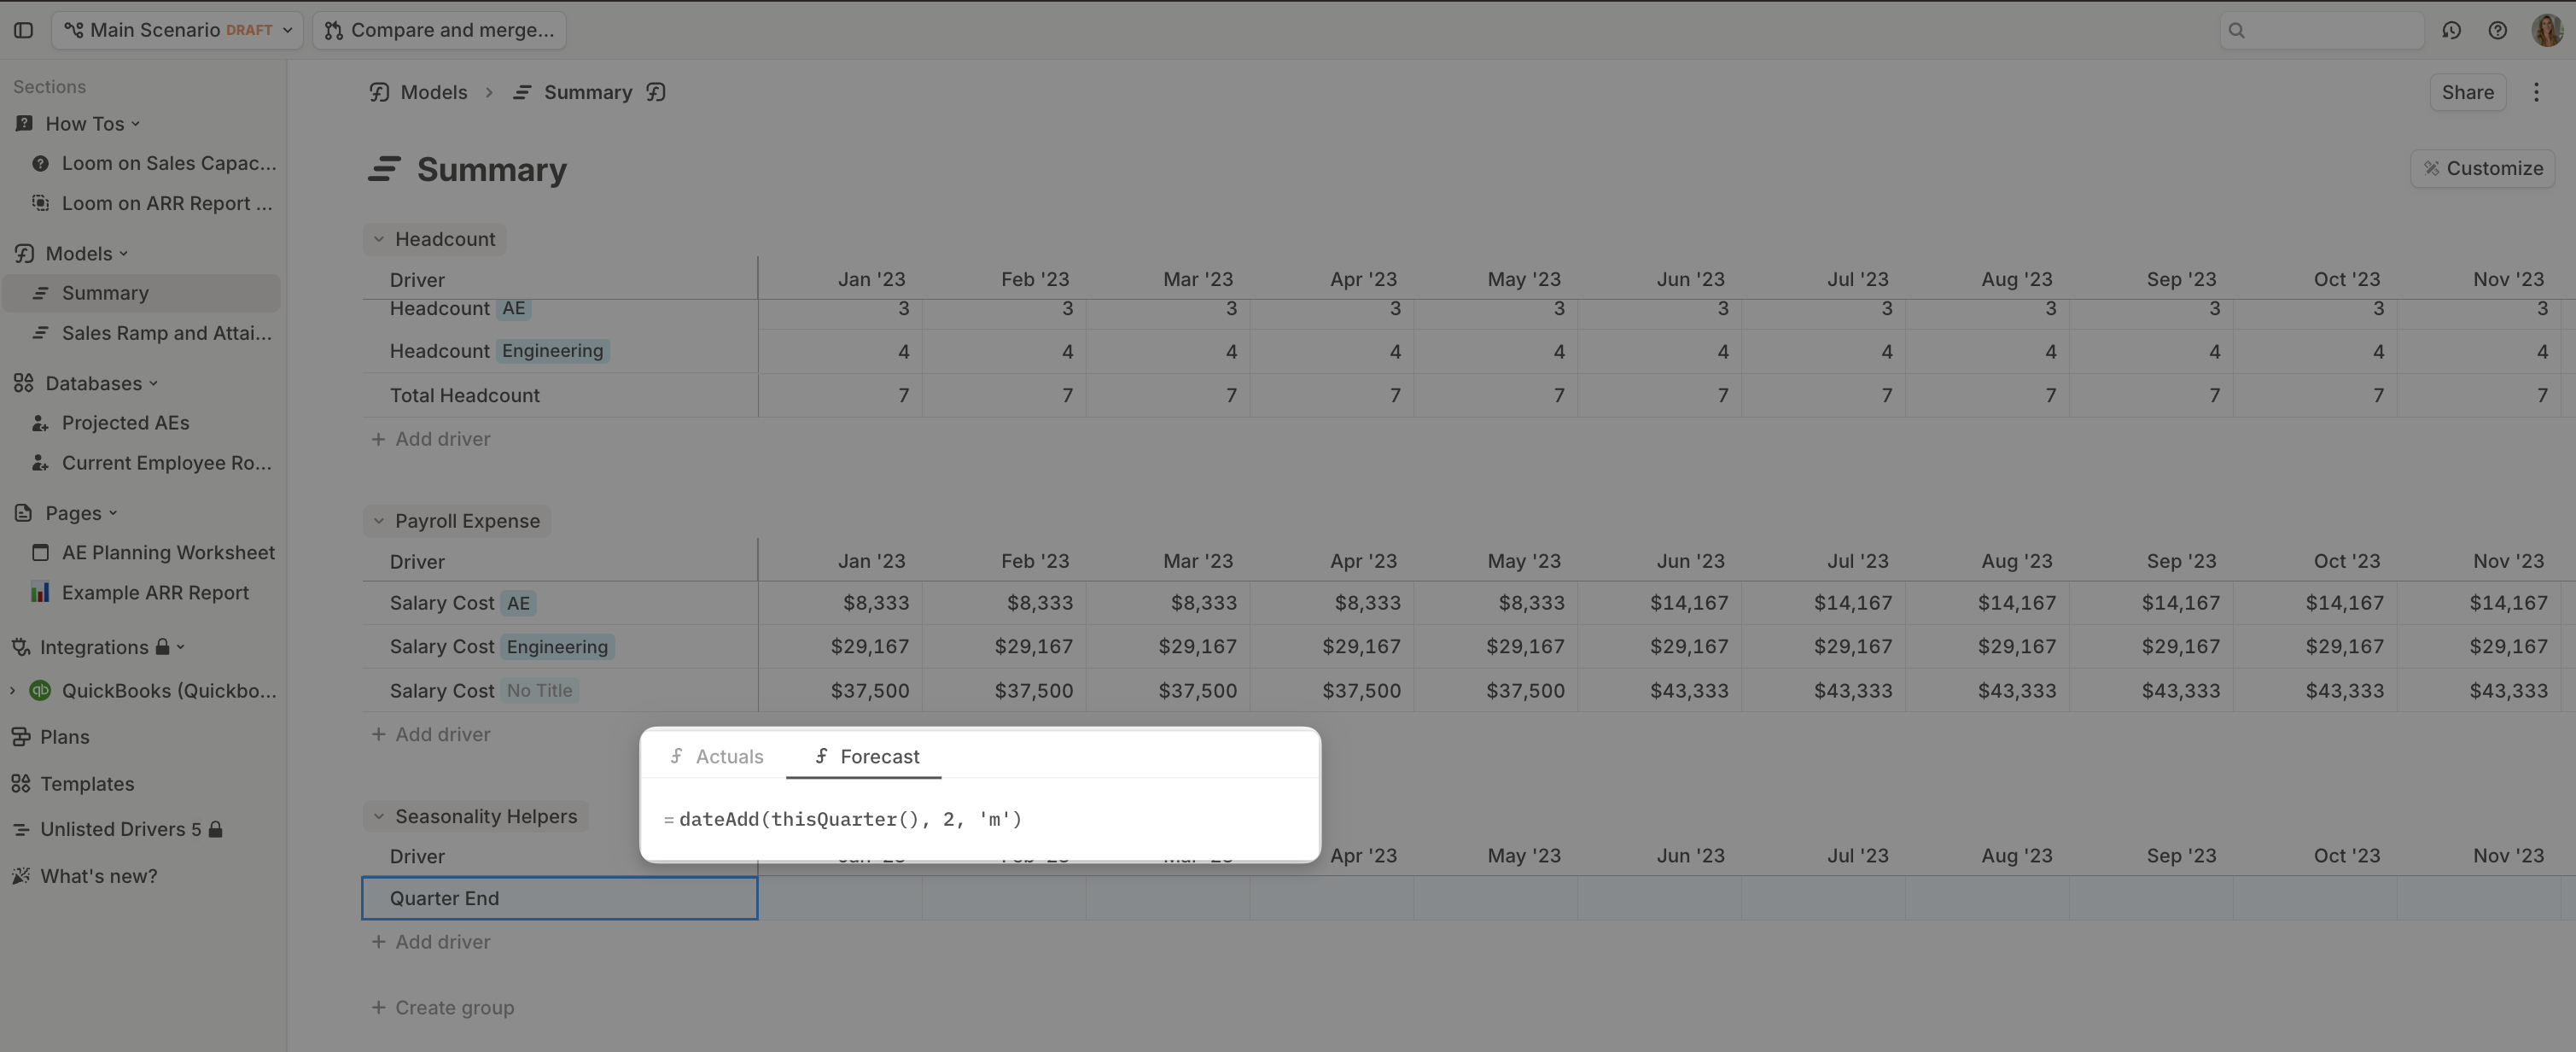 Main Scenario DRAFT
Compare and merge...
Sections
How Tos
Loom on Sales Capac...
Loom on ARR Report ...
Models
Summary
Sales Ramp and Attai...
Databases
Projected AEs
Current Employee Ro...
Pages
AE Planning Worksheet
Example ARR Report
Integrations
qb QuickBooks (Quickbo...
Plans
Templates
Unlisted Drivers 5
What's new?
Models > Summary
Share
Summary
Customize
Headcount
Driver Jan '23 Feb '23 Mar '23 Apr '23 May '23 Jun '23 Jul '23 Aug '23 Sep '23 Oct '23 Nov '23
Headcount AE 3 3 3 3 3 3 3 3 3 3 3
Headcount Engineering 4 4 4 4 4 4 4 4 4 4 4
Total Headcount 7 7 7 7 7 7 7 7 7 7 7
+ Add driver
Payroll Expense
Driver Jan '23 Feb '23 Mar '23 Apr '23 May '23 Jun '23 Jul '23 Aug '23 Sep '23 Oct '23 Nov '23
Salary Cost AE $8,333 $8,333 $8,333 $8,333 $8,333 $14,167 $14,167 $14,167 $14,167 $14,167 $14,167
Salary Cost Engineering $29,167 $29,167 $29,167 $29,167 $29,167 $29,167 $29,167 $29,167 $29,167 $29,167 $29,167
Salary Cost No Title $37,500 $37,500 $37,500 $37,500 $37,500 $43,333 $43,333 $43,333 $43,333 $43,333 $43,333
+ Add driver
Actuals Forecast
=dateAdd(thisQuarter(), 2, 'm')
Seasonality Helpers
Driver Jan '23 Feb '23 Mar '23 Apr '23 May '23 Jun '23 Jul '23 Aug '23 Sep '23 Oct '23 Nov '23
Quarter End
+ Add driver
+ Create group